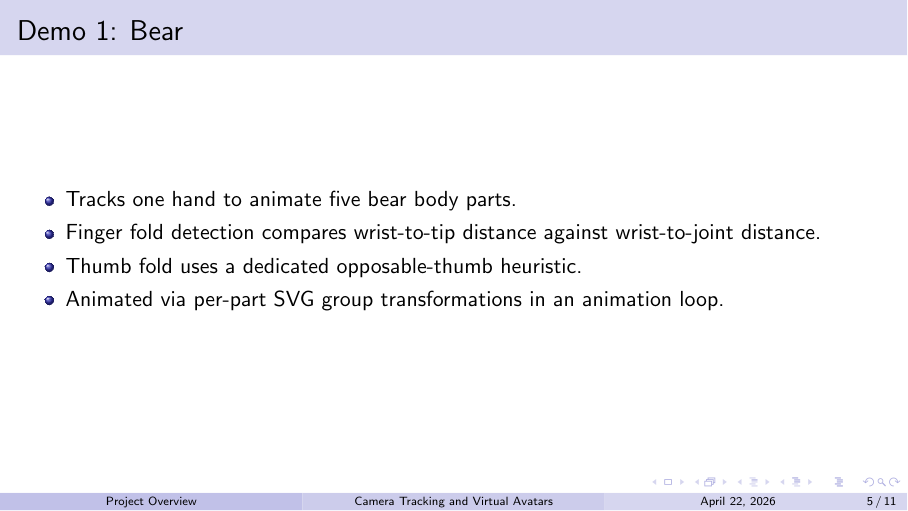 Demo 1: Bear
Tracks one hand to animate five bear body parts.
Finger fold detection compares wrist-to-tip distance against wrist-to-joint distance.
Thumb fold uses a dedicated opposable-thumb heuristic.
Animated via per-part SVG group transformations in an animation loop.
Project Overview
Camera Tracking and Virtual Avatars
April 22, 2026
5 / 11